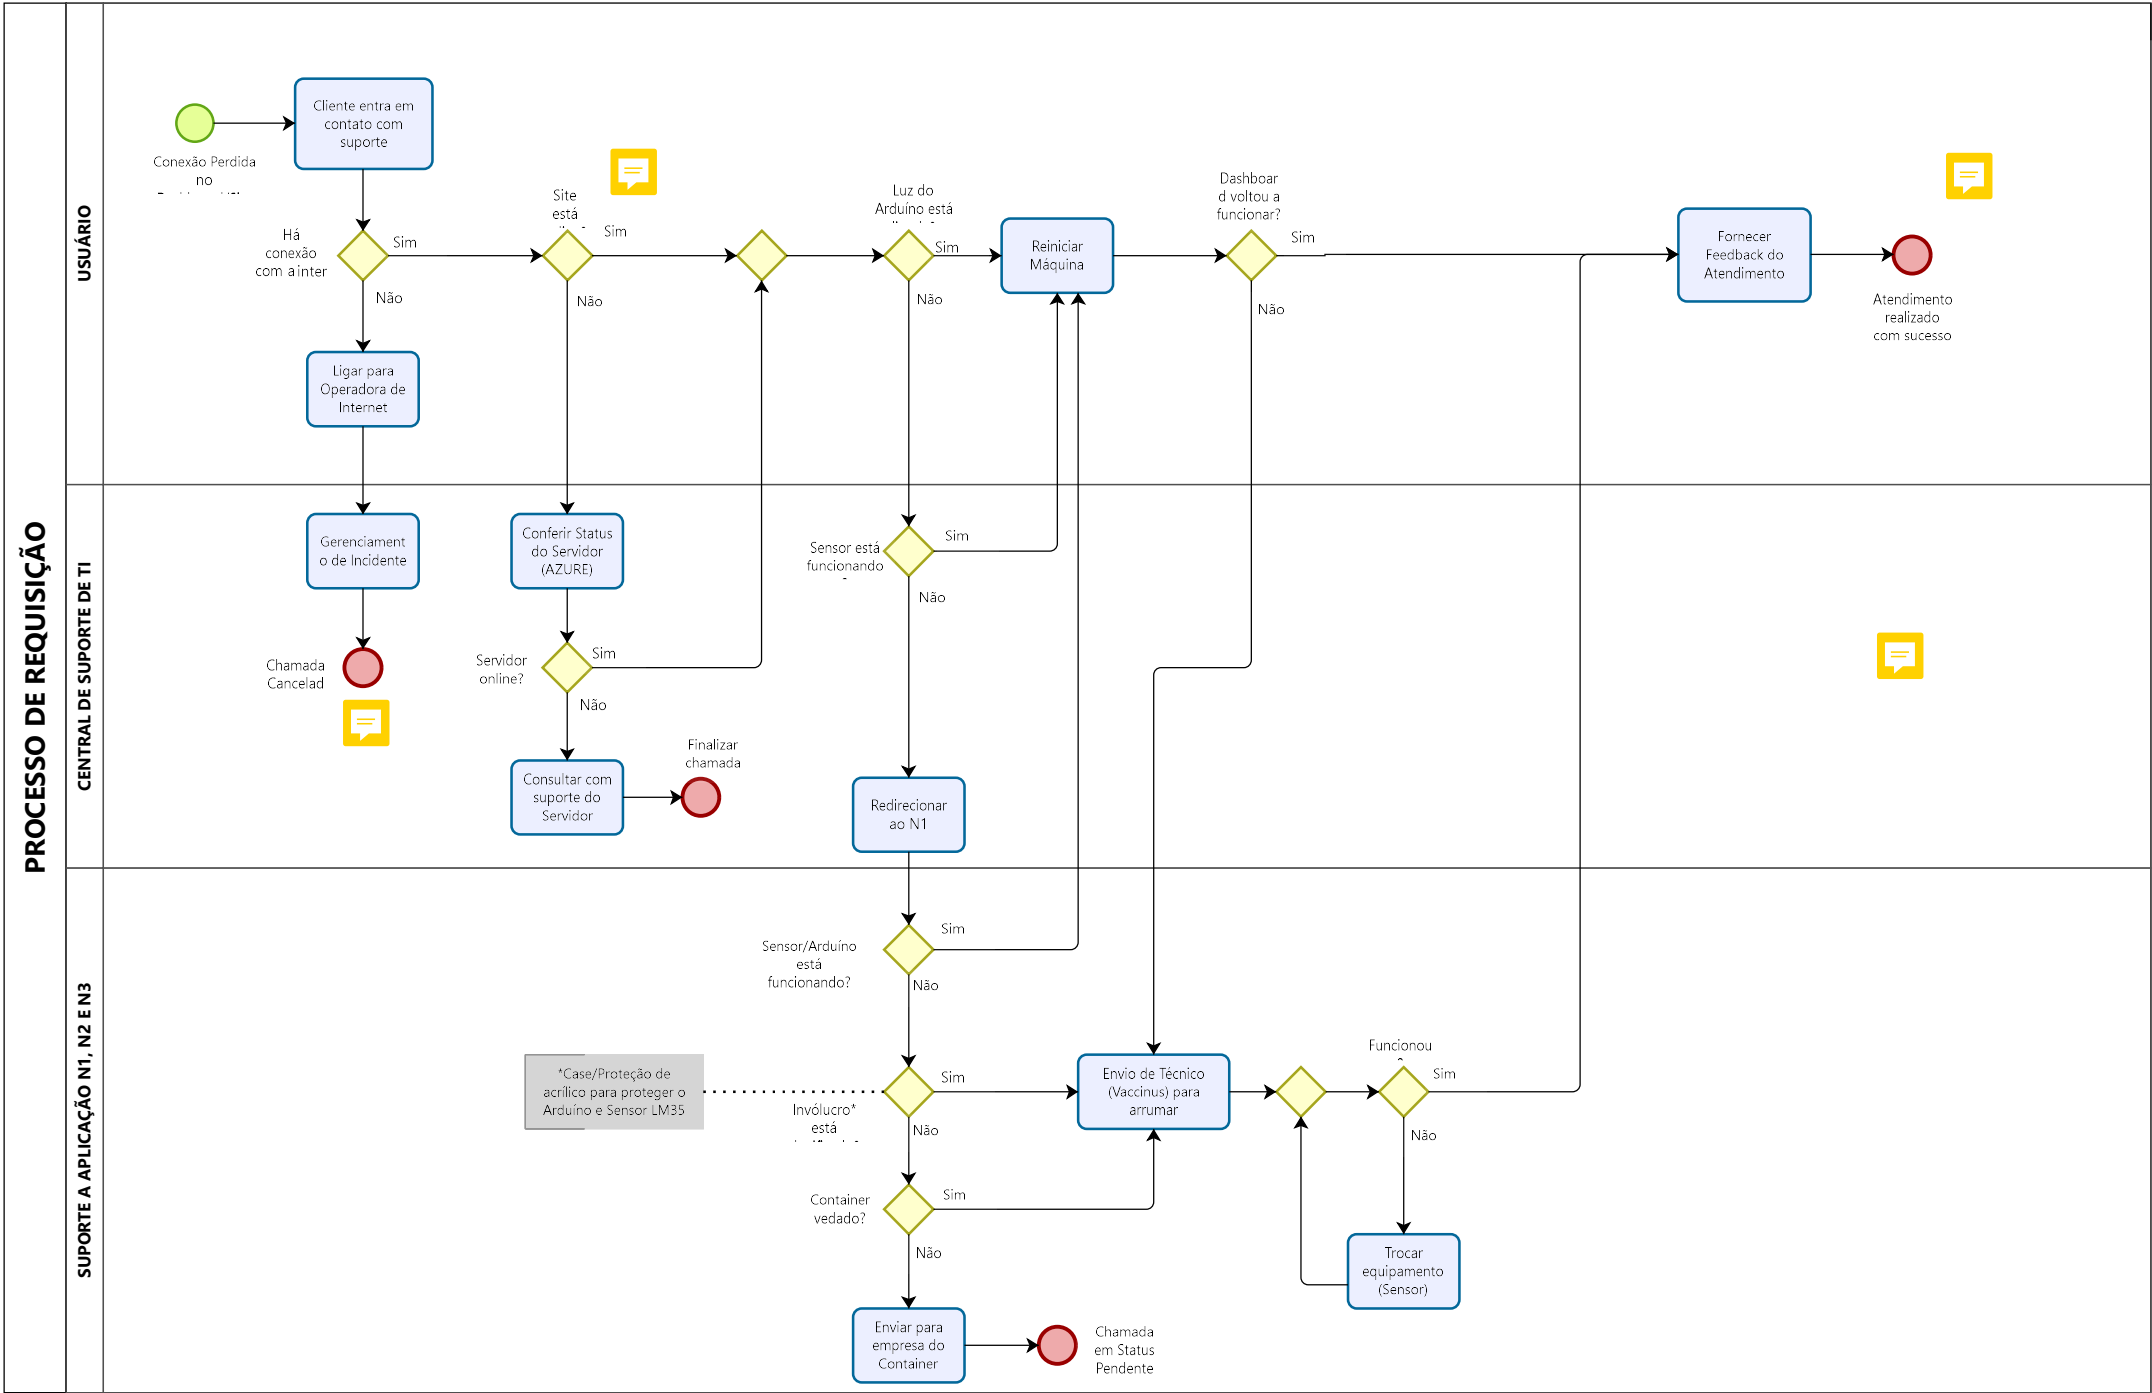 PROCESSO DE REQUISIÇÃO
USUÁRIO
Cliente entra em
contato com
suporte
Conexão Perdida
no
Há
conexão
com a inter
Sim
Não
Site
está
Sim
Não
Luz do
Arduíno está
Sim
Não
Reiniciar
Máquina
Dashboar
d voltou a
funcionar?
Sim
Não
Fornecer
Feedback do
Atendimento
Atendimento
realizado
com sucesso
Ligar para
Operadora de
Internet
CENTRAL DE SUPORTE DE TI
Gerenciament
o de Incidente
Chamada
Cancelad
Conferir Status
do Servidor
(AZURE)
Servidor
online?
Sim
Não
Consultar com
suporte do
Servidor
Finalizar
chamada
Sensor está
funcionando
Sim
Não
Redirecionar
ao N1
SUPORTE A APLICAÇÃO N1, N2 E N3
Sensor/Arduíno
está
funcionando?
Sim
Não
*Case/Proteção de
acrílico para proteger o
Arduíno e Sensor LM35
Invólucro*
está
Sim
Não
Envio de Técnico
(Vaccinus) para
arrumar
Funcionou
Sim
Não
Container
vedado?
Sim
Não
Trocar
equipamento
(Sensor)
Enviar para
empresa do
Container
Chamada
em Status
Pendente